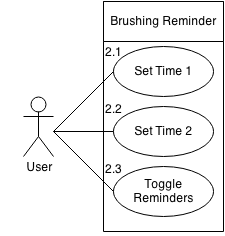 Brushing Reminder
2.1
Set Time 1
2.2
Set Time 2
User
2.3
Toggle
Reminders